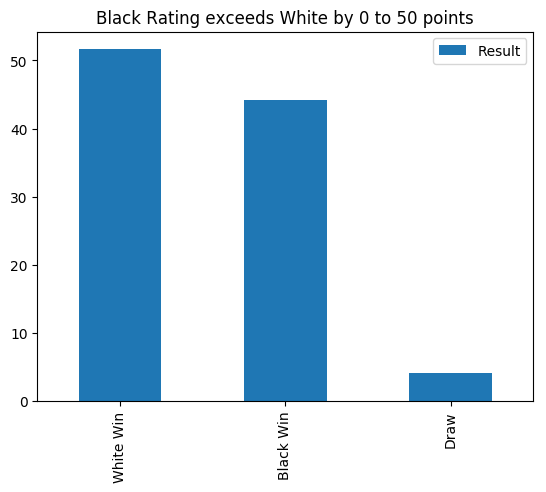 Black Rating exceeds White by 0 to 50 points
Result
50
40
30
20
10
0
White Win
Black Win
Draw